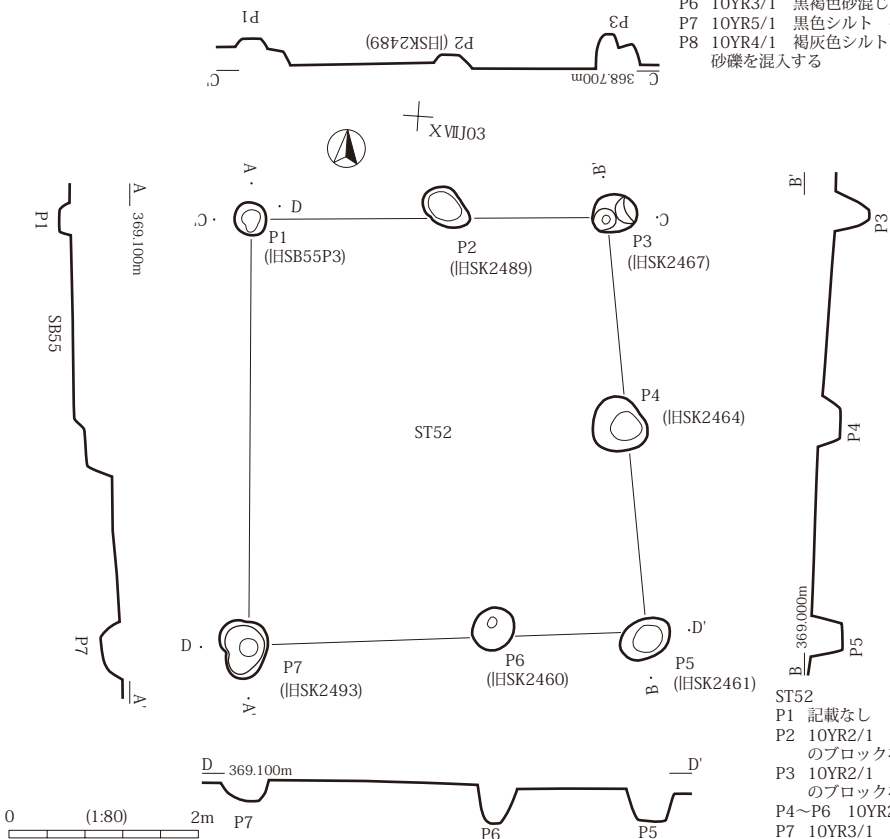 P6 10YR3/1 黒褐色砂混じ
P7 10YR5/1 黒色シルト
P8 10YR4/1 褐灰色シルト
砂礫を混入する
P1
P2 (旧SK2489)
P3
C'
368.700m
C
ⅩⅦJ03
A
369.100m
P1
SB55
P7
A'
A
D
C'
P1
(旧SB55P3)
P2
(旧SK2489)
B'
C
P3
(旧SK2467)
P4
(旧SK2464)
ST52
D
P7
(旧SK2493)
A'
P6
(旧SK2460)
D'
P5
(旧SK2461)
B
B'
P3
P4
P5
B
369.000m
D
369.100m
D'
P7
P6
P5
0 (1:80) 2m
ST52
P1 記載なし
P2 10YR2/1
のブロック
P3 10YR2/1
のブロック
P4～P6 10YR2
P7 10YR3/1